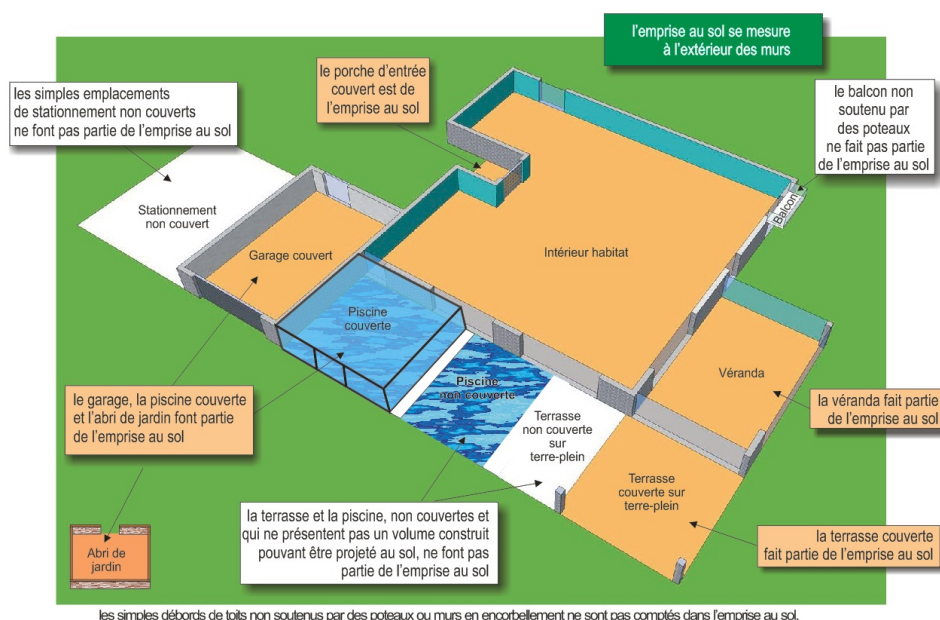 l'emprise au sol se mesure
à l'extérieur des murs
le porche d'entrée
couvert est de
l'emprise au sol
les simples emplacements
de stationnement non couverts
ne font pas partie de l'emprise au sol
le balcon non
soutenu par
des poteaux
ne fait pas partie
de l'emprise au sol
Balcon
Stationnement
non couvert
Garage couvert
Intérieur habitat
Piscine
couverte
Piscine
non couverte
Véranda
le garage, la piscine couverte
et l'abri de jardin font partie
de l'emprise au sol
la véranda fait partie
de l'emprise au sol
Terrasse
non couverte
sur
terre-plein
Terrasse
couverte sur
terre-plein
la terrasse et la piscine, non couvertes et
qui ne présentent pas un volume construit
pouvant être projeté au sol, ne font pas
partie de l'emprise au sol
la terrasse couverte
fait partie de l'emprise au sol
Abri de
jardin
les simples débords de toits non soutenus par des poteaux ou murs en encorbellement ne sont pas comptés dans l'emprise au sol.